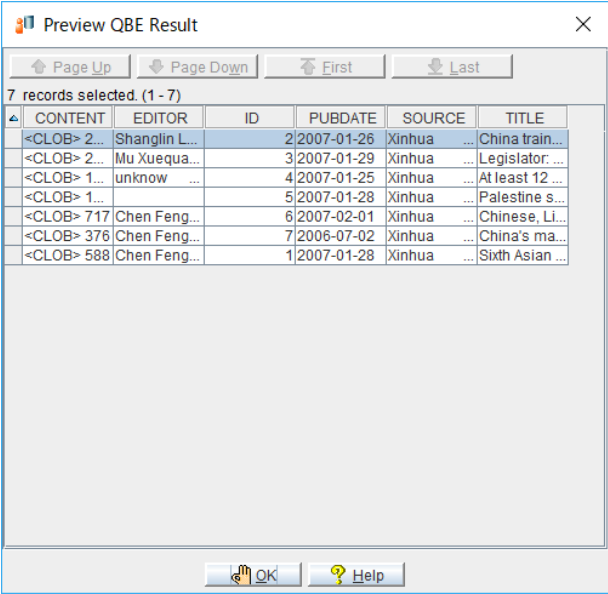 Preview QBE Result
Page Up Page Down First Last
7 records selected. (1 - 7)
CONTENT EDITOR ID PUBDATE SOURCE TITLE
<CLOB> 2... Shanglin L... 2 2007-01-26 Xinhua ... China train...
<CLOB> 2... Mu Xuequa... 3 2007-01-29 Xinhua ... Legislator: ...
<CLOB> 1... unknow ... 4 2007-01-25 Xinhua ... At least 12 ...
<CLOB> 1... 5 2007-01-28 Xinhua ... Palestine s...
<CLOB> 717 Chen Feng... 6 2007-02-01 Xinhua ... Chinese, Li...
<CLOB> 376 Chen Feng... 7 2006-07-02 Xinhua ... China's ma...
<CLOB> 588 Chen Feng... 1 2007-01-28 Xinhua ... Sixth Asian ...
OK Help